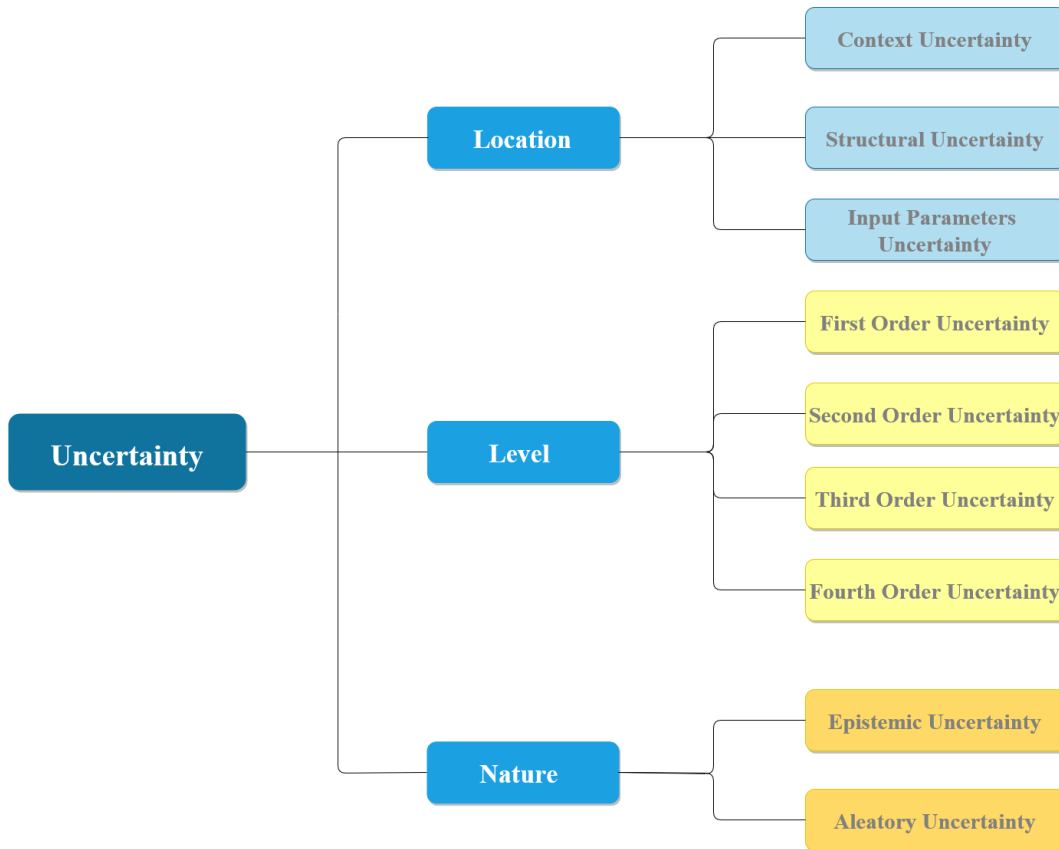 Uncertainty
Location
Context Uncertainty
Structural Uncertainty
Input Parameters
Uncertainty
Level
First Order Uncertainty
Second Order Uncertainty
Third Order Uncertainty
Fourth Order Uncertainty
Nature
Epistemic Uncertainty
Aleatory Uncertainty